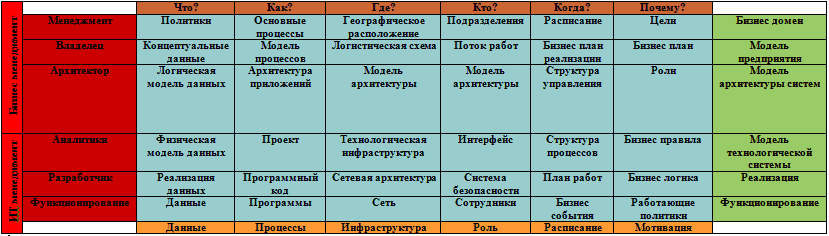 Что? Как? Где? Кто? Когда? Почему?
Бизнес менеджмент
Менеджмент Политики Основные процессы Географическое расположение Подразделения Расписание Цели Бизнес домен
Владелец Концептуальные данные Модель процессов Логистическая схема Поток работ Бизнес план реализации Бизнес план Модель предприятия
Архитектор Логическая модель данных Архитектура приложений Модель архитектуры Модель архитектуры Структура управления Роли Модель архитектуры систем
ИТ менеджмент
Аналитики Физическая модель данных Проект Технологическая инфраструктура Интерфейс Структура процессов Бизнес правила Модель технологической системы
Разработчик Реализация данных Программный код Сетевая архитектура Система безопасности План работ Бизнес логика Реализация
Функционирование Данные Программы Сеть Сотрудники Бизнес события Работающие политики Функционирование
Данные Процессы Инфраструктура Роль Расписание Мотивация